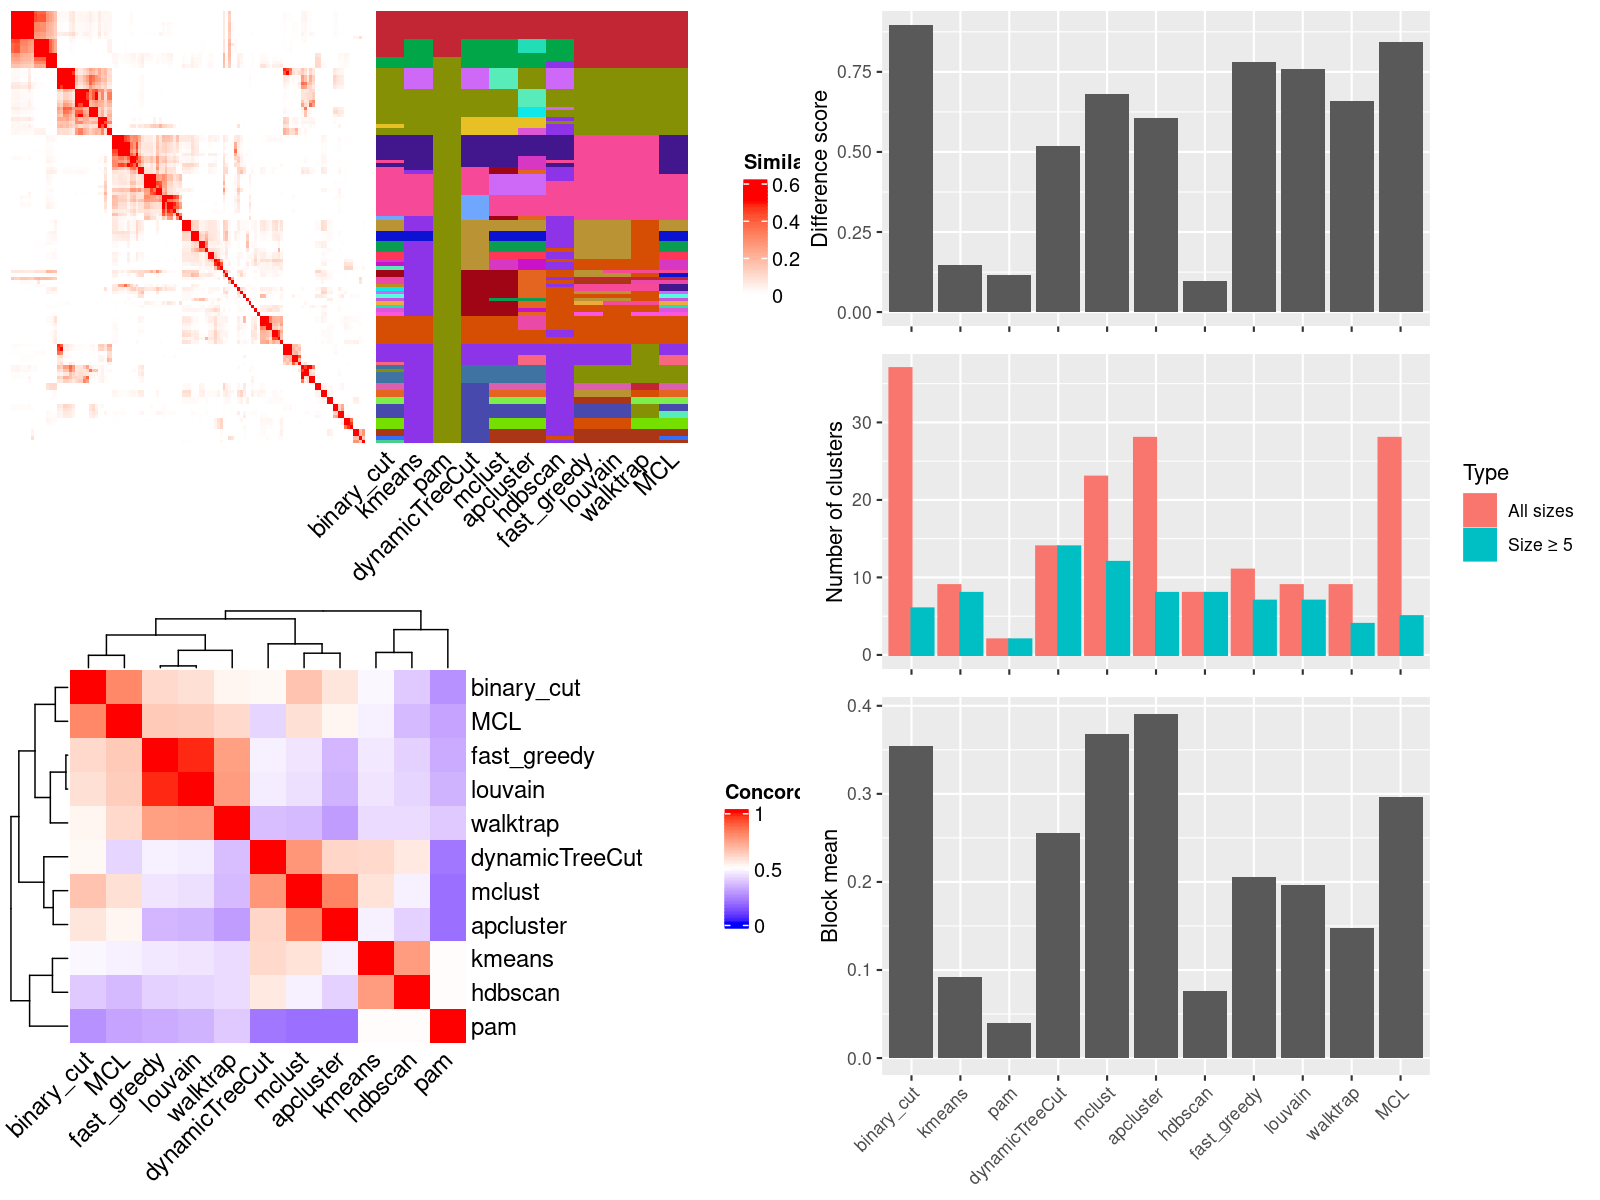 Simila
0.6
0.4
0.2
0
binary_cut
kmeans
pam
dynamicTreeCut
mclust
apcluster
hdbscan
fast_greedy
louvain
walktrap
MCL
binary_cut
MCL
fast_greedy
louvain
walktrap
dynamicTreeCut
mclust
apcluster
kmeans
hdbscan
pam
binary_cut
MCL
fast_greedy
louvain
walktrap
dynamicTreeCut
mclust
apcluster
kmeans
hdbscan
pam
Concord
1
0.5
0
Difference score
0.75
0.50
0.25
0.00
Number of clusters
30
20
10
0
Type
All sizes
Size ≥ 5
Block mean
0.4
0.3
0.2
0.1
0.0
binary_cut
kmeans
pam
dynamicTreeCut
mclust
apcluster
hdbscan
fast_greedy
louvain
walktrap
MCL